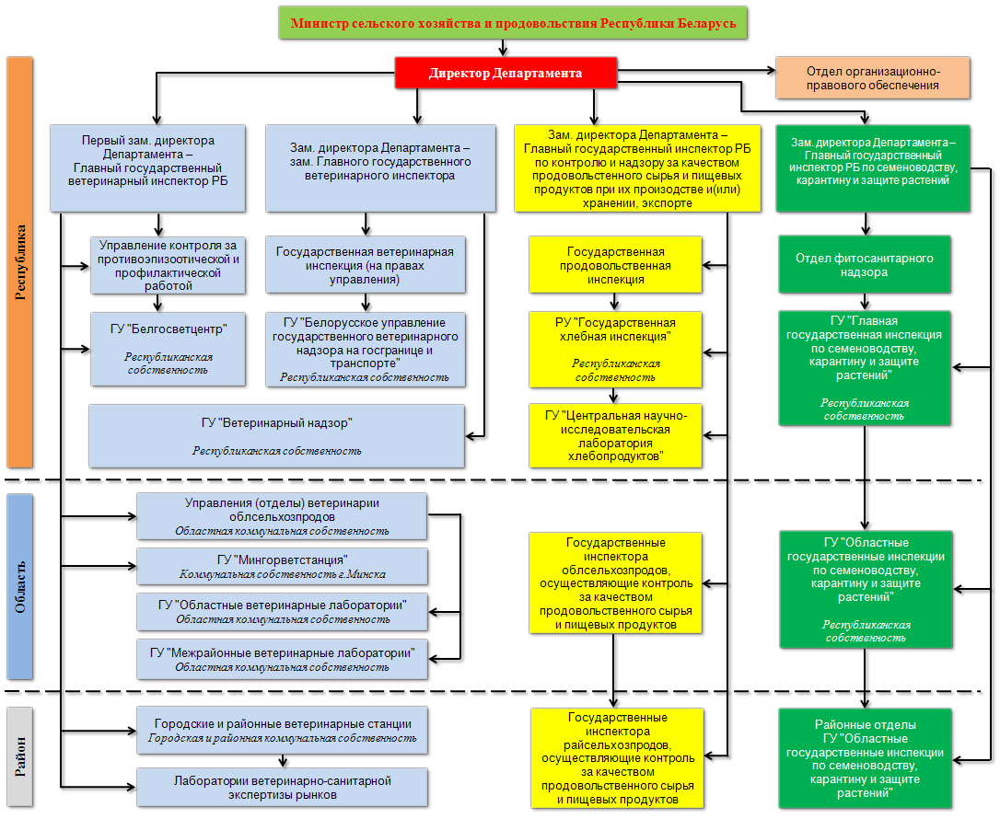 Министр сельского хозяйства и продовольствия Республики Беларусь
Директор Департамента
Отдел организационно-
правового обеспечения
Республика
Первый зам. директора
Департамента –
Главный государственный
ветеринарный инспектор РБ
Зам. директора Департамента –
зам. Главного государственного
ветеринарного инспектора
Зам. директора Департамента –
Главный государственный инспектор РБ
по контролю и надзору за качеством
продовольстенного сырья и пищевых
продуктов при их произодстве и(или)
хранении, экспорте
Зам. директора Департамента –
Главный государственный
инспектор РБ по семеноводству,
карантину и защите растений
Управление контроля за
противоэпизоотической и
профилактической
работой
Государственная ветеринарная
инспекция (на правах
управления)
Государственная
продовольственная
инспекция
Отдел фитосанитарного
надзора
ГУ "Белгосветцентр"
Республиканская
собственность
ГУ "Белорусское управление
государственного ветеринарного
надзора на госгранице и
транспорте"
Республиканская собственность
РУ "Государственная
хлебная инспекция"
Республиканская
собственность
ГУ "Главная
государственная инспекция
по семеноводству,
карантину и защите
растений"
Республиканская
собственность
ГУ "Ветеринарный надзор"
Республиканская собственность
ГУ "Центральная научно-
исследовательская
лаборатория
хлебопродуктов"
Область
Управления (отделы) ветеринарии
облсельхозпродов
Областная коммунальная собственность
ГУ "Мингорветстанция"
Коммунальная собственность г.Минска
ГУ "Областные ветеринарные лаборатории"
Областная коммунальная собственность
ГУ "Межрайонные ветеринарные лаборатории"
Областная коммунальная собственность
Государственные
инспектора
облсельхозпродов,
осуществляющие контроль
за качеством
продовольственного сырья
и пищевых продуктов
ГУ "Областные
государственные инспекции
по семеноводству,
карантину и защите
растений"
Республиканская
собственность
Район
Городские и районные ветеринарные станции
Городская и районная коммунальная собственность
Лаборатории ветеринарно-санитарной
экспертизы рынков
Государственные
инспектора
райсельхозпродов,
осуществляющие контроль
за качеством
продовольственного сырья
и пищевых продуктов
Районные отделы
ГУ "Областные
государственные инспекции
по семеноводству,
карантину и защите
растений"